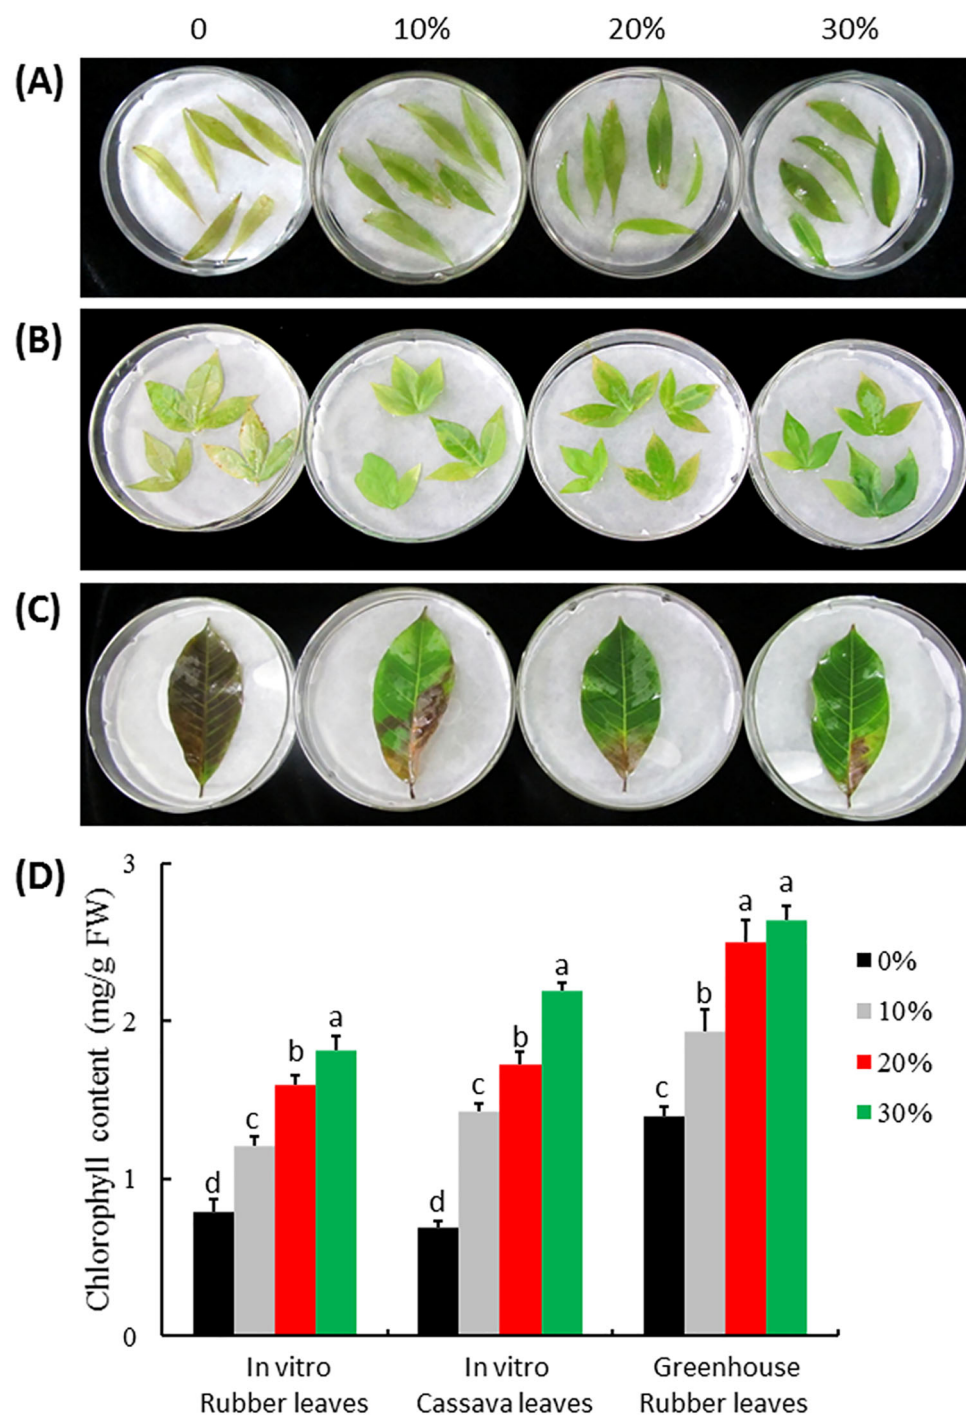 0 10% 20% 30%
(A)
(B)
(C)
(D)
Chlorophyll content (mg/g FW)
3
2
1
0
d c b a
d c b a
c b a a
0%
10%
20%
30%
In vitro
Rubber leaves
In vitro
Cassava leaves
Greenhouse
Rubber leaves